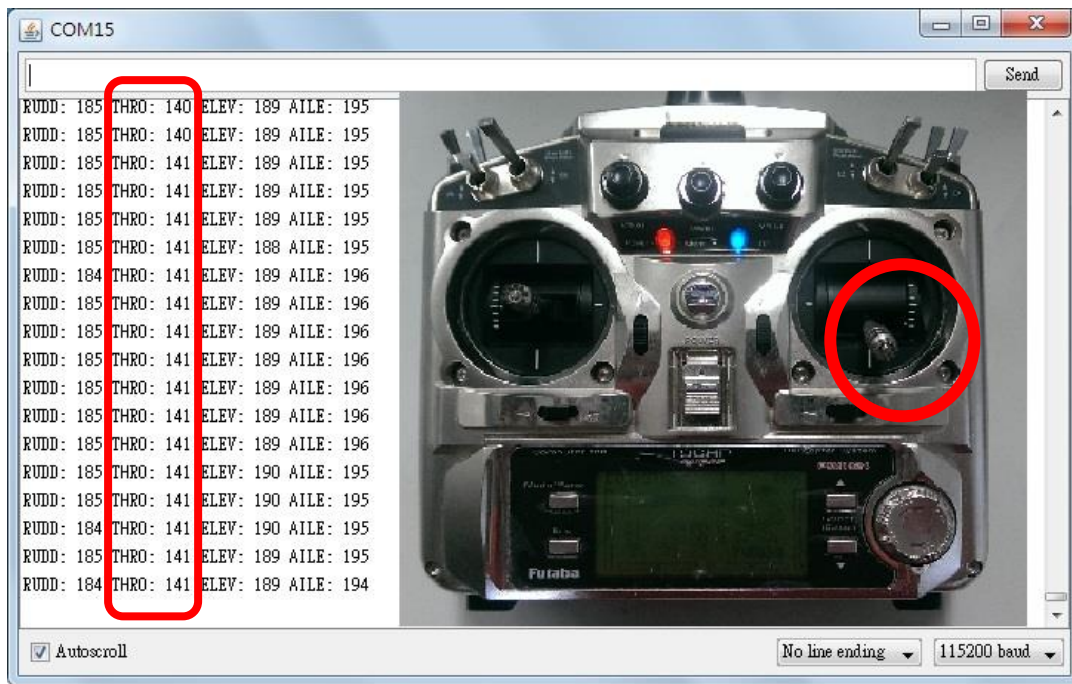 COM15
Send
RUDD: 185 THRO: 140 ELEV: 189 AILE: 195
RUDD: 185 THRO: 140 ELEV: 189 AILE: 195
RUDD: 185 THRO: 141 ELEV: 189 AILE: 195
RUDD: 185 THRO: 141 ELEV: 189 AILE: 195
RUDD: 185 THRO: 141 ELEV: 189 AILE: 195
RUDD: 185 THRO: 141 ELEV: 188 AILE: 195
RUDD: 184 THRO: 141 ELEV: 189 AILE: 196
RUDD: 185 THRO: 141 ELEV: 189 AILE: 196
RUDD: 185 THRO: 141 ELEV: 189 AILE: 196
RUDD: 185 THRO: 141 ELEV: 189 AILE: 196
RUDD: 185 THRO: 141 ELEV: 189 AILE: 196
RUDD: 185 THRO: 141 ELEV: 189 AILE: 196
RUDD: 185 THRO: 141 ELEV: 189 AILE: 196
RUDD: 185 THRO: 141 ELEV: 190 AILE: 195
RUDD: 185 THRO: 141 ELEV: 190 AILE: 195
RUDD: 184 THRO: 141 ELEV: 190 AILE: 195
RUDD: 185 THRO: 141 ELEV: 189 AILE: 195
RUDD: 184 THRO: 141 ELEV: 189 AILE: 194
POWER
Futaba
Autoscroll
No line ending
115200 baud